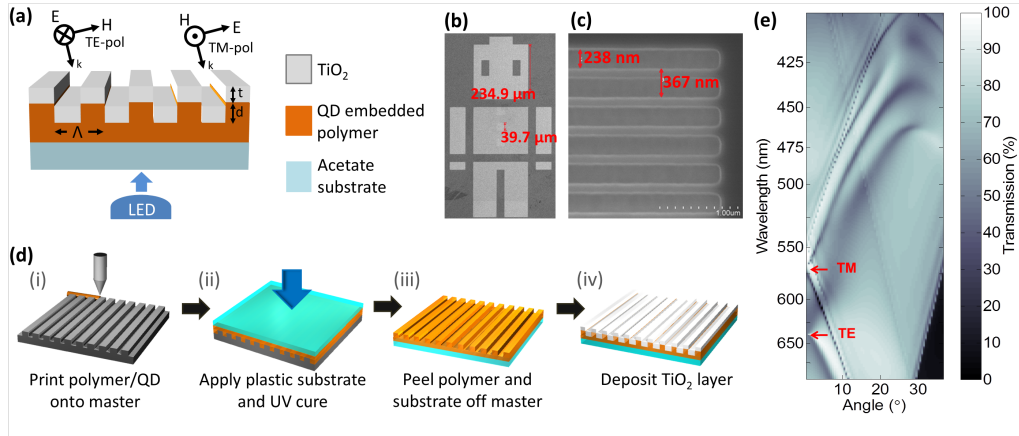 (a)
E
H
TE-pol
k
H
E
TM-pol
k
t
d
Λ
LED
TiO₂
QD embedded
polymer
Acetate
substrate
(b)
234.9 µm
39.7 µm
(c)
238 nm
367 nm
1.00um
(d)
(i)
(ii)
(iii)
(iv)
Print polymer/QD
onto master
Apply plastic substrate
and UV cure
Peel polymer and
substrate off master
Deposit TiO₂ layer
(e)
Wavelength (nm)
425
450
475
500
550
600
650
TM
TE
10
20
30
Angle (°)
100
90
80
70
60
50
40
30
20
10
0
Transmission (%)